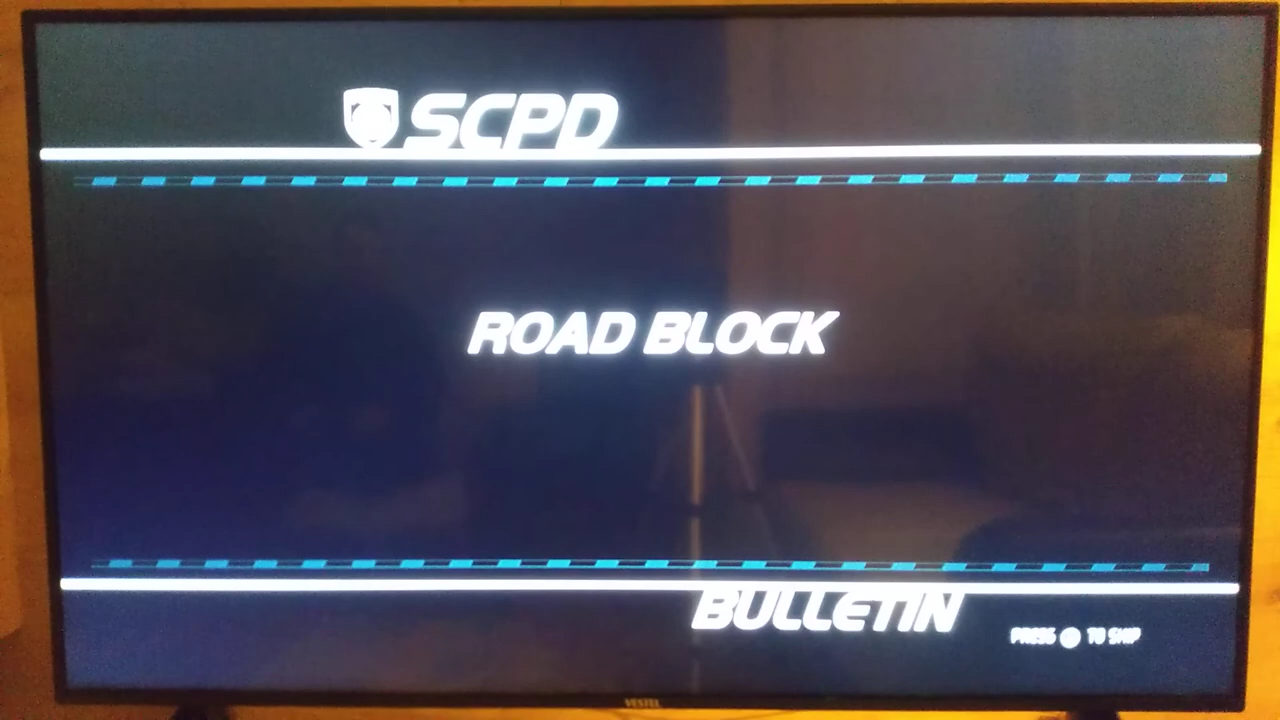 SCPD
ROAD BLOCK
BULLETIN
PRESS TO SKIP
VESTEL